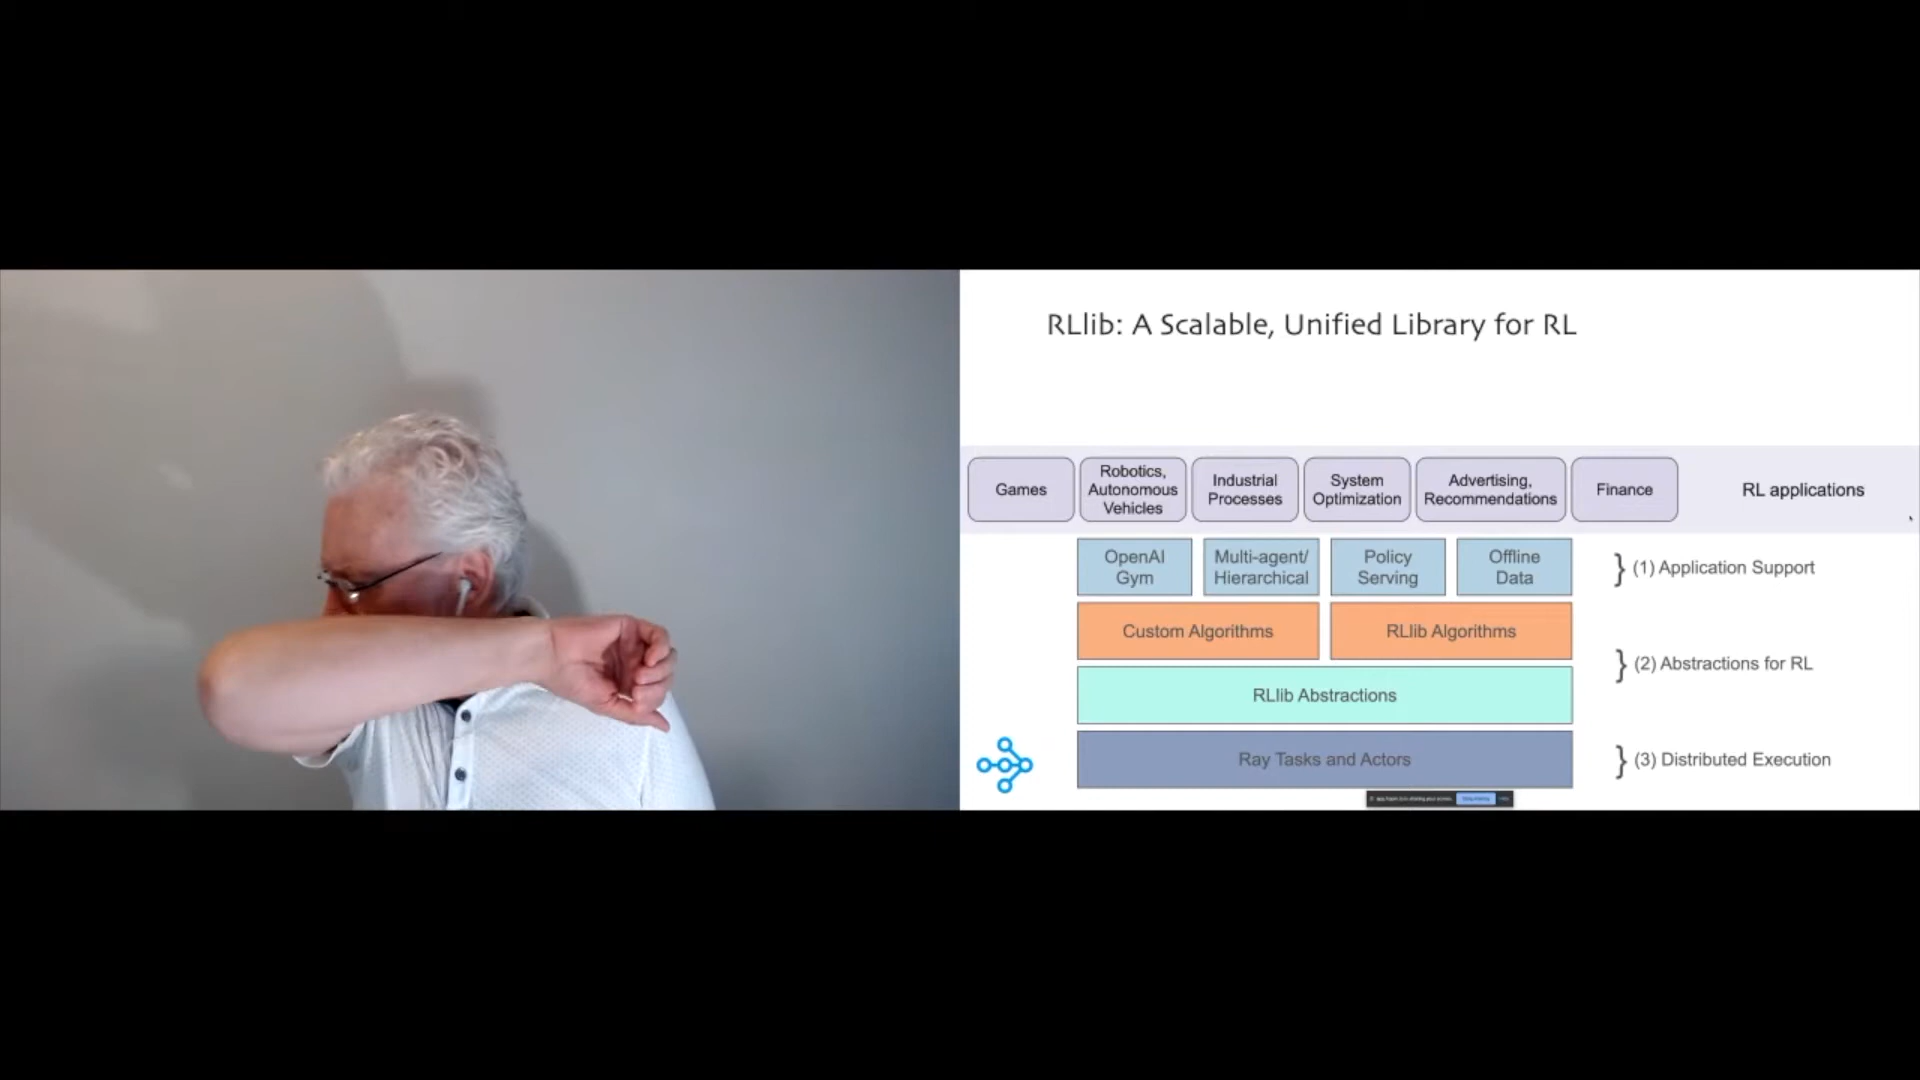 RLlib: A Scalable, Unified Library for RL
Games
Robotics,
Autonomous
Vehicles
Industrial
Processes
System
Optimization
Advertising,
Recommendations
Finance
RL applications
OpenAI
Gym
Multi-agent/
Hierarchical
Policy
Serving
Offline
Data
(1) Application Support
Custom Algorithms
RLlib Algorithms
(2) Abstractions for RL
RLlib Abstractions
Ray Tasks and Actors
(3) Distributed Execution